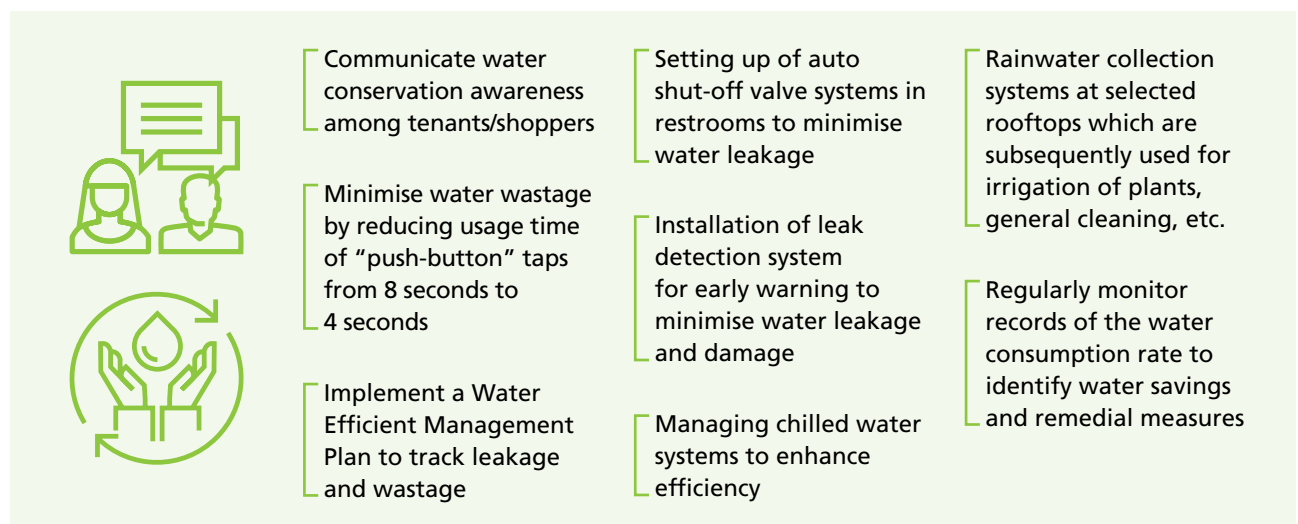 Communicate water
conservation awareness
among tenants/shoppers
Minimise water wastage
by reducing usage time
of “push-button” taps
from 8 seconds to
4 seconds
Implement a Water
Efficient Management
Plan to track leakage
and wastage
Setting up of auto
shut-off valve systems in
restrooms to minimise
water leakage
Installation of leak
detection system
for early warning to
minimise water leakage
and damage
Managing chilled water
systems to enhance
efficiency
Rainwater collection
systems at selected
rooftops which are
subsequently used for
irrigation of plants,
general cleaning, etc.
Regularly monitor
records of the water
consumption rate to
identify water savings
and remedial measures